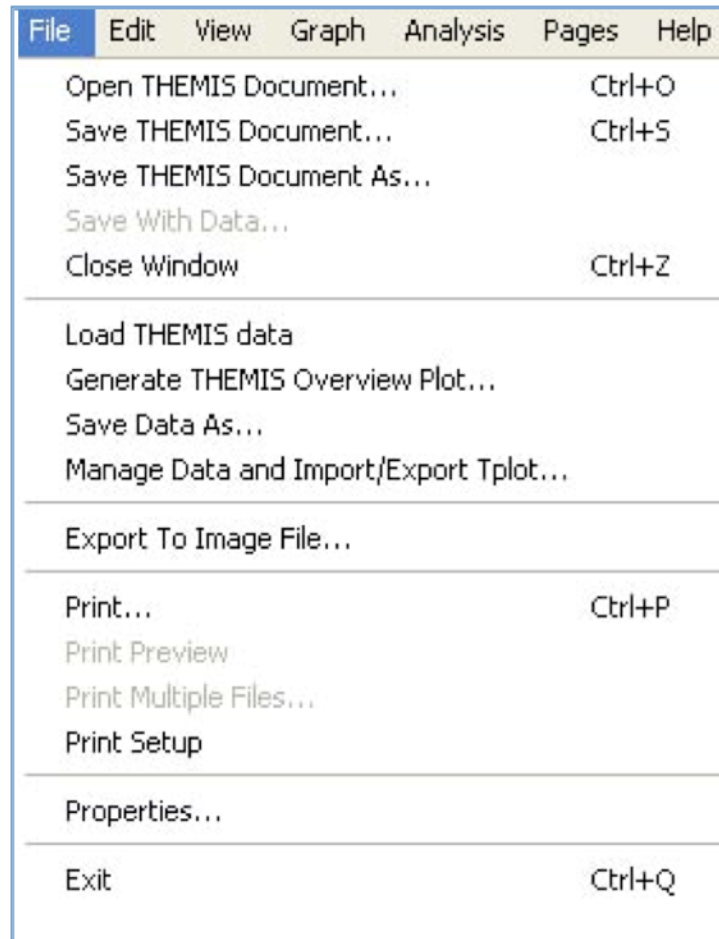 File Edit View Graph Analysis Pages Help
Open THEMIS Document... Ctrl+O
Save THEMIS Document... Ctrl+S
Save THEMIS Document As...
Save With Data...
Close Window Ctrl+Z
Load THEMIS data
Generate THEMIS Overview Plot...
Save Data As...
Manage Data and Import/Export Tplot...
Export To Image File...
Print... Ctrl+P
Print Preview
Print Multiple Files...
Print Setup
Properties...
Exit Ctrl+Q